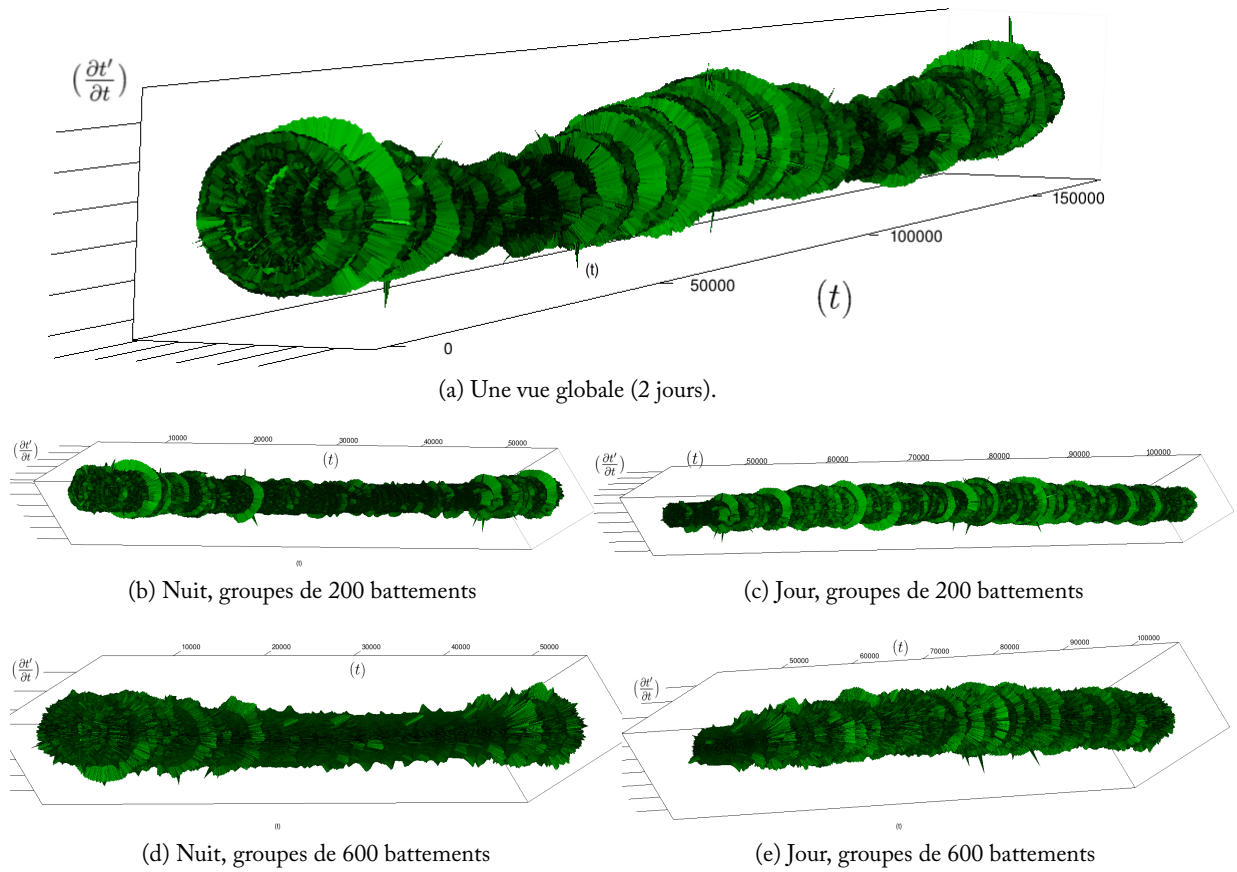 (∂t′/∂t)
(t)
0
50000
100000
150000
(t)
(a) Une vue globale (2 jours).
(∂t′/∂t)
10000
20000
30000
40000
50000
(t)
(t)
(b) Nuit, groupes de 200 battements
(∂t′/∂t)
(t)
50000
60000
70000
80000
90000
100000
(c) Jour, groupes de 200 battements
(∂t′/∂t)
10000
20000
30000
40000
50000
(t)
(t)
(d) Nuit, groupes de 600 battements
(∂t′/∂t)
50000
60000
70000
80000
90000
100000
(t)
(t)
(e) Jour, groupes de 600 battements